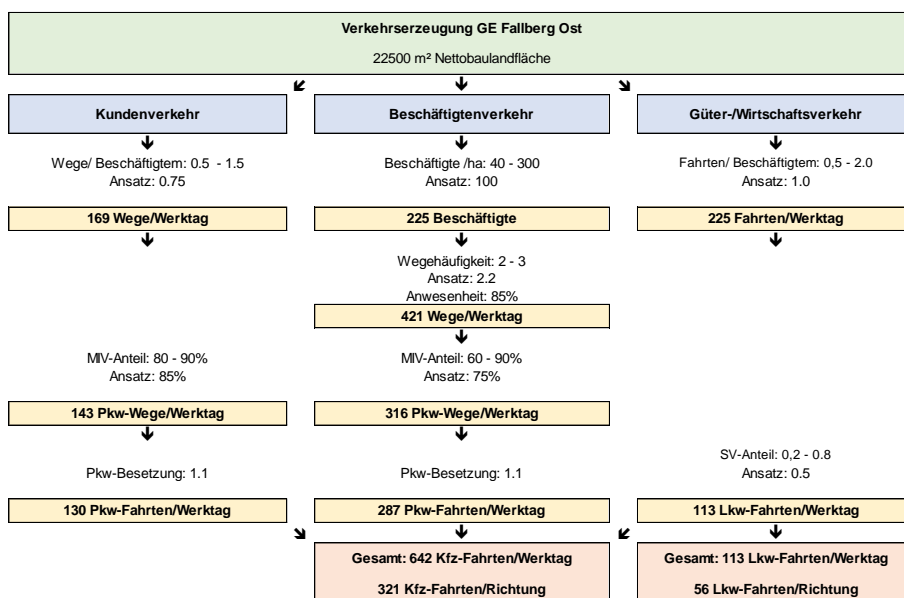 Verkehrserzeugung GE Fallberg Ost
22500 m² Nettobaulandfläche
Kundenverkehr
Beschäftigtenverkehr
Güter-/Wirtschaftsverkehr
Wege/ Beschäftigtem: 0.5 - 1.5
Ansatz: 0.75
Beschäftigte /ha: 40 - 300
Ansatz: 100
Fahrten/ Beschäftigtem: 0,5 - 2.0
Ansatz: 1.0
169 Wege/Werktag
225 Beschäftigte
225 Fahrten/Werktag
Wegehäufigkeit: 2 - 3
Ansatz: 2.2
Anwesenheit: 85%
421 Wege/Werktag
MIV-Anteil: 80 - 90%
Ansatz: 85%
MIV-Anteil: 60 - 90%
Ansatz: 75%
143 Pkw-Wege/Werktag
316 Pkw-Wege/Werktag
Pkw-Besetzung: 1.1
Pkw-Besetzung: 1.1
SV-Anteil: 0,2 - 0.8
Ansatz: 0.5
130 Pkw-Fahrten/Werktag
287 Pkw-Fahrten/Werktag
113 Lkw-Fahrten/Werktag
Gesamt: 642 Kfz-Fahrten/Werktag
321 Kfz-Fahrten/Richtung
Gesamt: 113 Lkw-Fahrten/Werktag
56 Lkw-Fahrten/Richtung